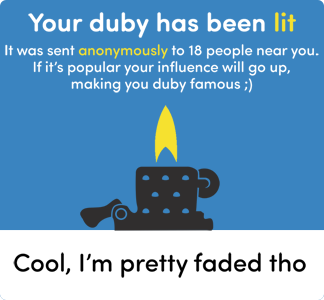 Your duby has been lit
It was sent anonymously to 18 people near you.
If it's popular your influence will go up,
making you duby famous ;)
Cool, I'm pretty faded tho